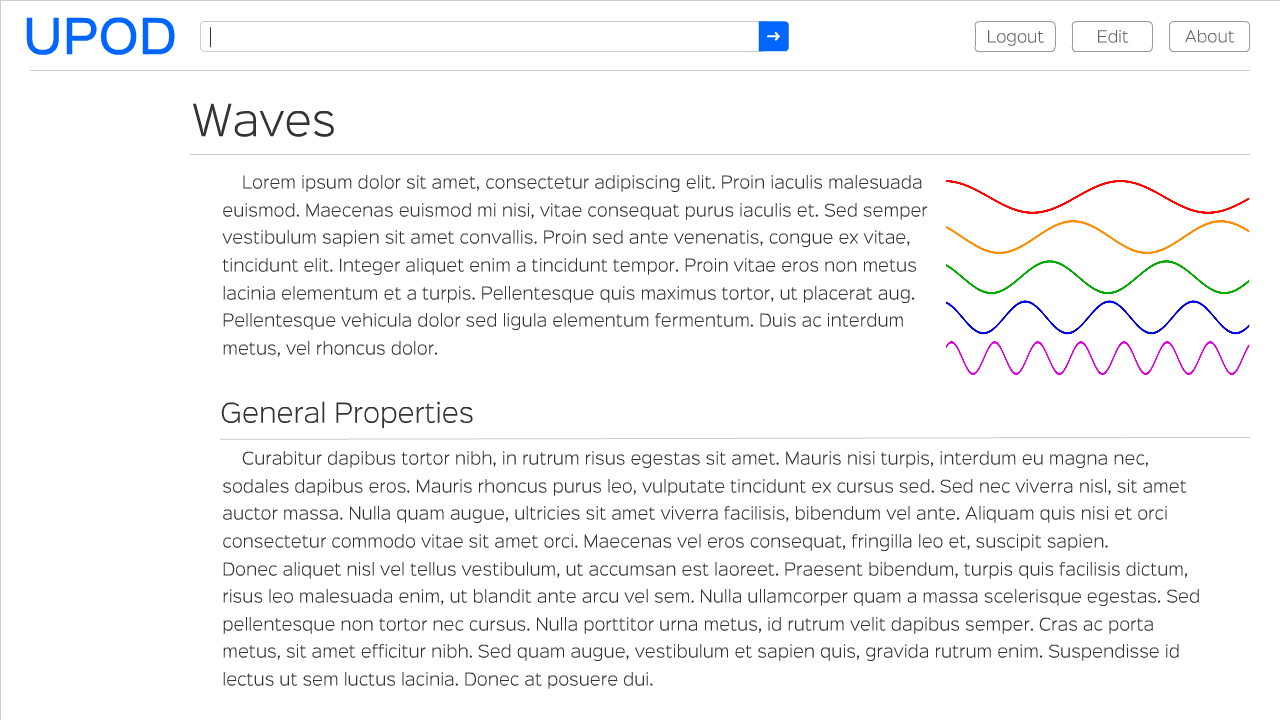 UPOD
→
Logout
Edit
About
Waves
Lorem ipsum dolor sit amet, consectetur adipiscing elit. Proin iaculis malesuada
euismod. Maecenas euismod mi nisi, vitae consequat purus iaculis et. Sed semper
vestibulum sapien sit amet convallis. Proin sed ante venenatis, congue ex vitae,
tincidunt elit. Integer aliquet enim a tincidunt tempor. Proin vitae eros non metus
lacinia elementum et a turpis. Pellentesque quis maximus tortor, ut placerat aug.
Pellentesque vehicula dolor sed ligula elementum fermentum. Duis ac interdum
metus, vel rhoncus dolor.
General Properties
Curabitur dapibus tortor nibh, in rutrum risus egestas sit amet. Mauris nisi turpis, interdum eu magna nec,
sodales dapibus eros. Mauris rhoncus purus leo, vulputate tincidunt ex cursus sed. Sed nec viverra nisl, sit amet
auctor massa. Nulla quam augue, ultricies sit amet viverra facilisis, bibendum vel ante. Aliquam quis nisi et orci
consectetur commodo vitae sit amet orci. Maecenas vel eros consequat, fringilla leo et, suscipit sapien.
Donec aliquet nisl vel tellus vestibulum, ut accumsan est laoreet. Praesent bibendum, turpis quis facilisis dictum,
risus leo malesuada enim, ut blandit ante arcu vel sem. Nulla ullamcorper quam a massa scelerisque egestas. Sed
pellentesque non tortor nec cursus. Nulla porttitor urna metus, id rutrum velit dapibus semper. Cras ac porta
metus, sit amet efficitur nibh. Sed quam augue, vestibulum et sapien quis, gravida rutrum enim. Suspendisse id
lectus ut sem luctus lacinia. Donec at posuere dui.